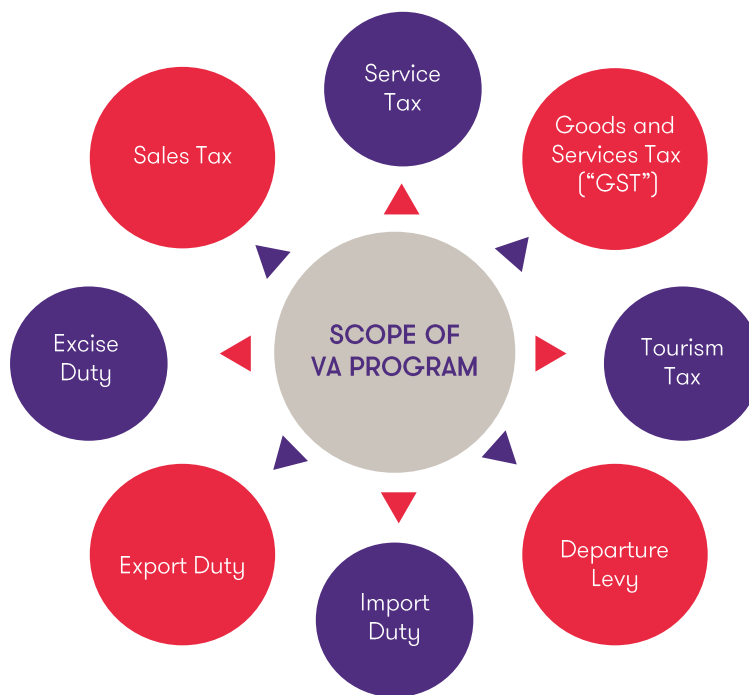 Service
Tax
Goods and
Services Tax
(“GST”)
Sales Tax
SCOPE OF
VA PROGRAM
Excise
Duty
Tourism
Tax
Export Duty
Departure
Levy
Import
Duty